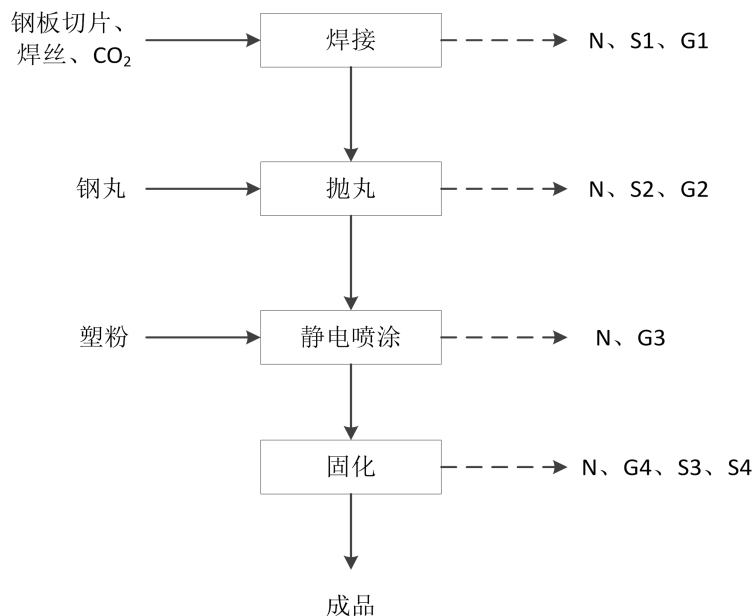 钢板切片、
焊丝、CO₂
焊接
N、S1、G1
钢丸
抛丸
N、S2、G2
塑粉
静电喷涂
N、G3
固化
N、G4、S3、S4
成品